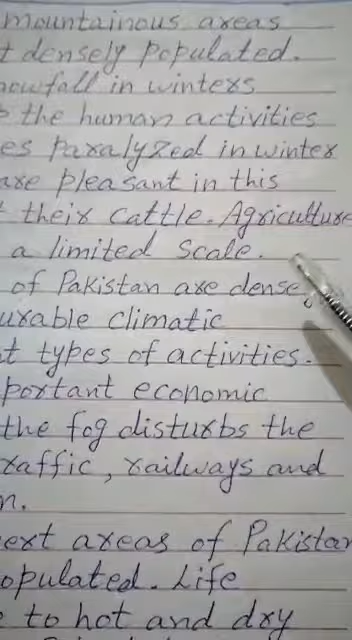 mountainous areas
t densely populated.
nowfall in winters
the human activities
es Paralyzed in winter
are pleasant in this
their cattle. Agriculture
a limited Scale.
of Pakistan are dense
urable climatic
t types of activities.
portant economic
the fog disturbs the
raffic, railways and
n.
ert areas of Pakistan
opulated. Life
to hot and dry